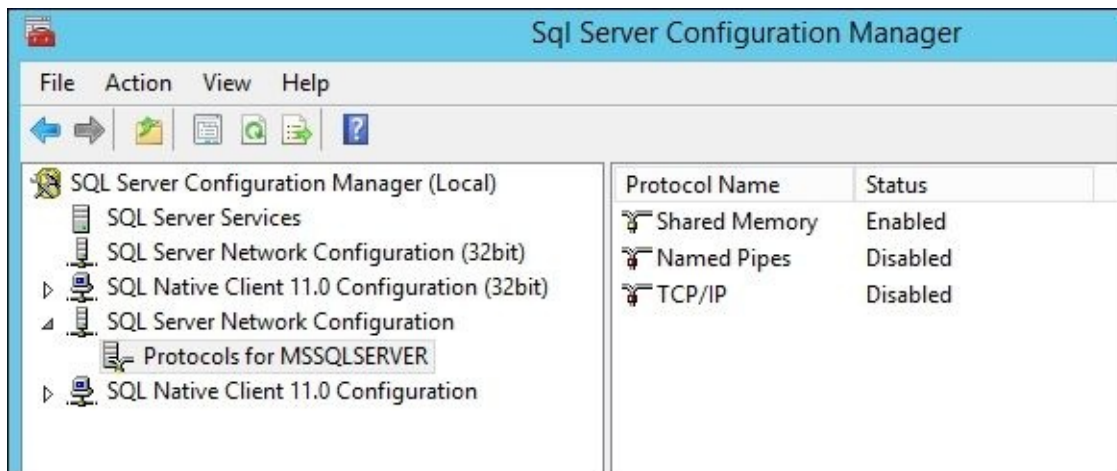 Sql Server Configuration Manager
File Action View Help
SQL Server Configuration Manager (Local)
SQL Server Services
SQL Server Network Configuration (32bit)
SQL Native Client 11.0 Configuration (32bit)
SQL Server Network Configuration
Protocols for MSSQLSERVER
SQL Native Client 11.0 Configuration
Protocol Name Status
Shared Memory Enabled
Named Pipes Disabled
TCP/IP Disabled